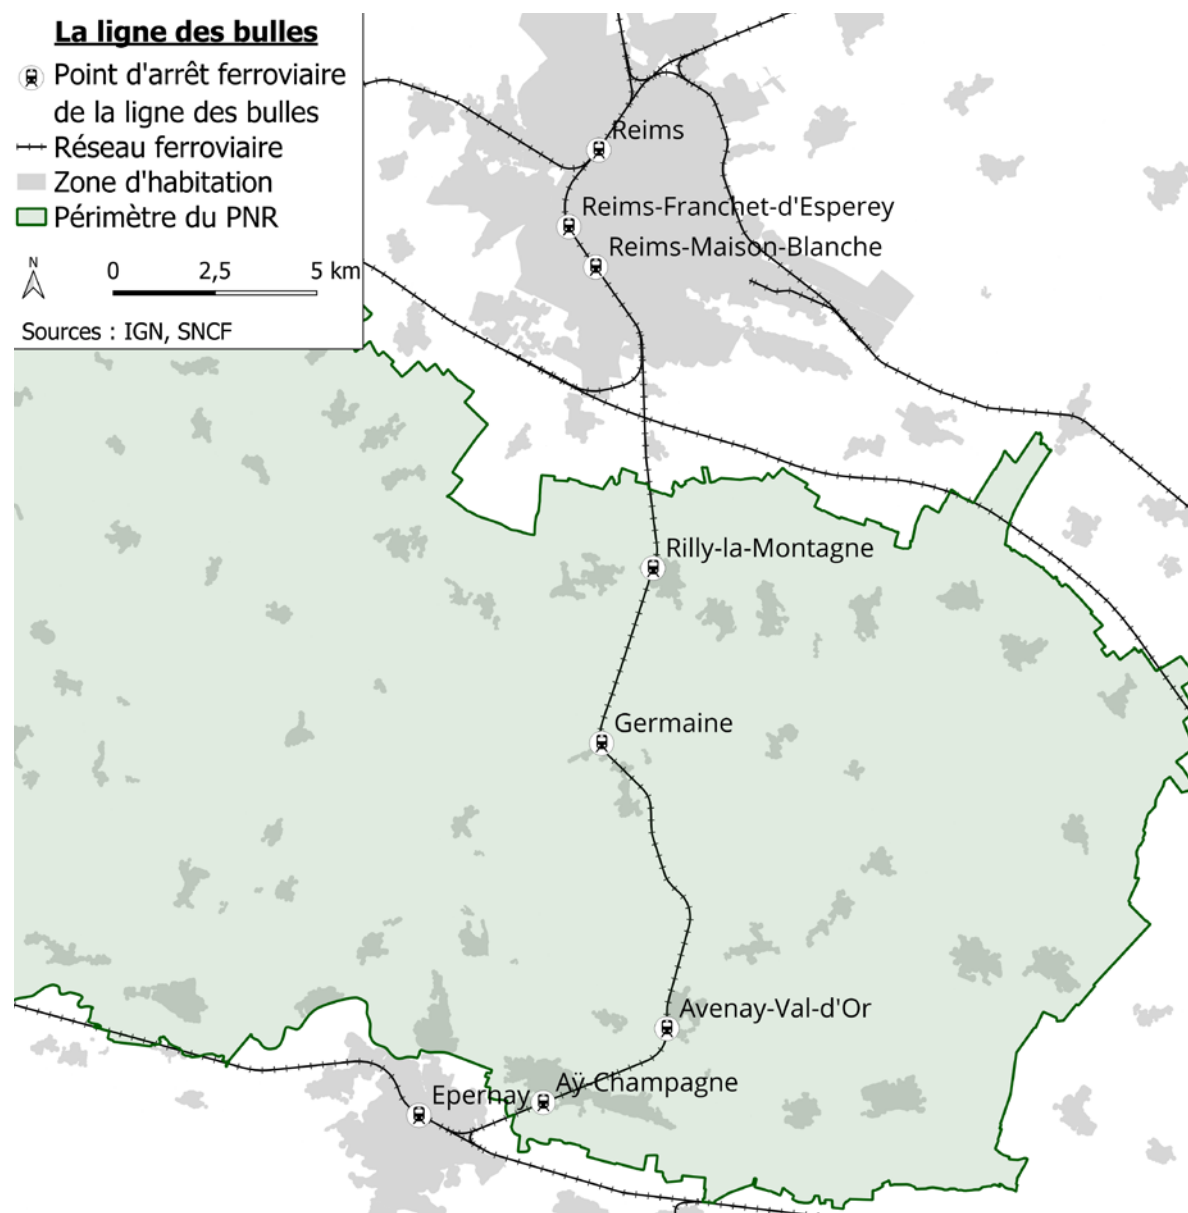 La ligne des bulles
Point d'arrêt ferroviaire
de la ligne des bulles
Réseau ferroviaire
Zone d'habitation
Périmètre du PNR
N
0 2,5 5 km
Sources : IGN, SNCF
Reims
Reims-Franchet-d'Esperey
Reims-Maison-Blanche
Rilly-la-Montagne
Germaine
Avenay-Val-d'Or
Aÿ-Champagne
Epernay